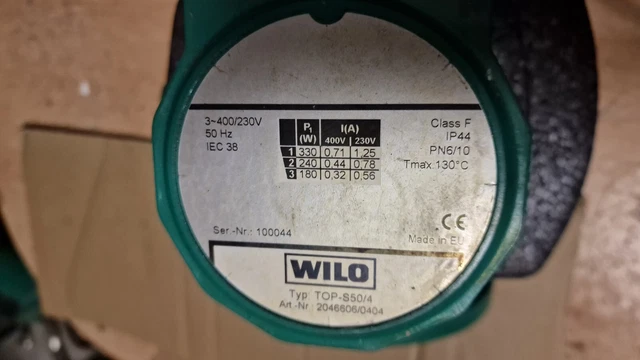 3~400/230V
50 Hz
IEC 38
P1 (W) I(A)
400V 230V
1 330 0,71 1,25
2 240 0,44 0,78
3 180 0,32 0,56
Class F
IP44
PN6/10
Tmax:130°C
Ser.-Nr.: 100044
CE
Made in EU
WILO
Typ: TOP-S50/4
Art.-Nr.: 2046606/0404